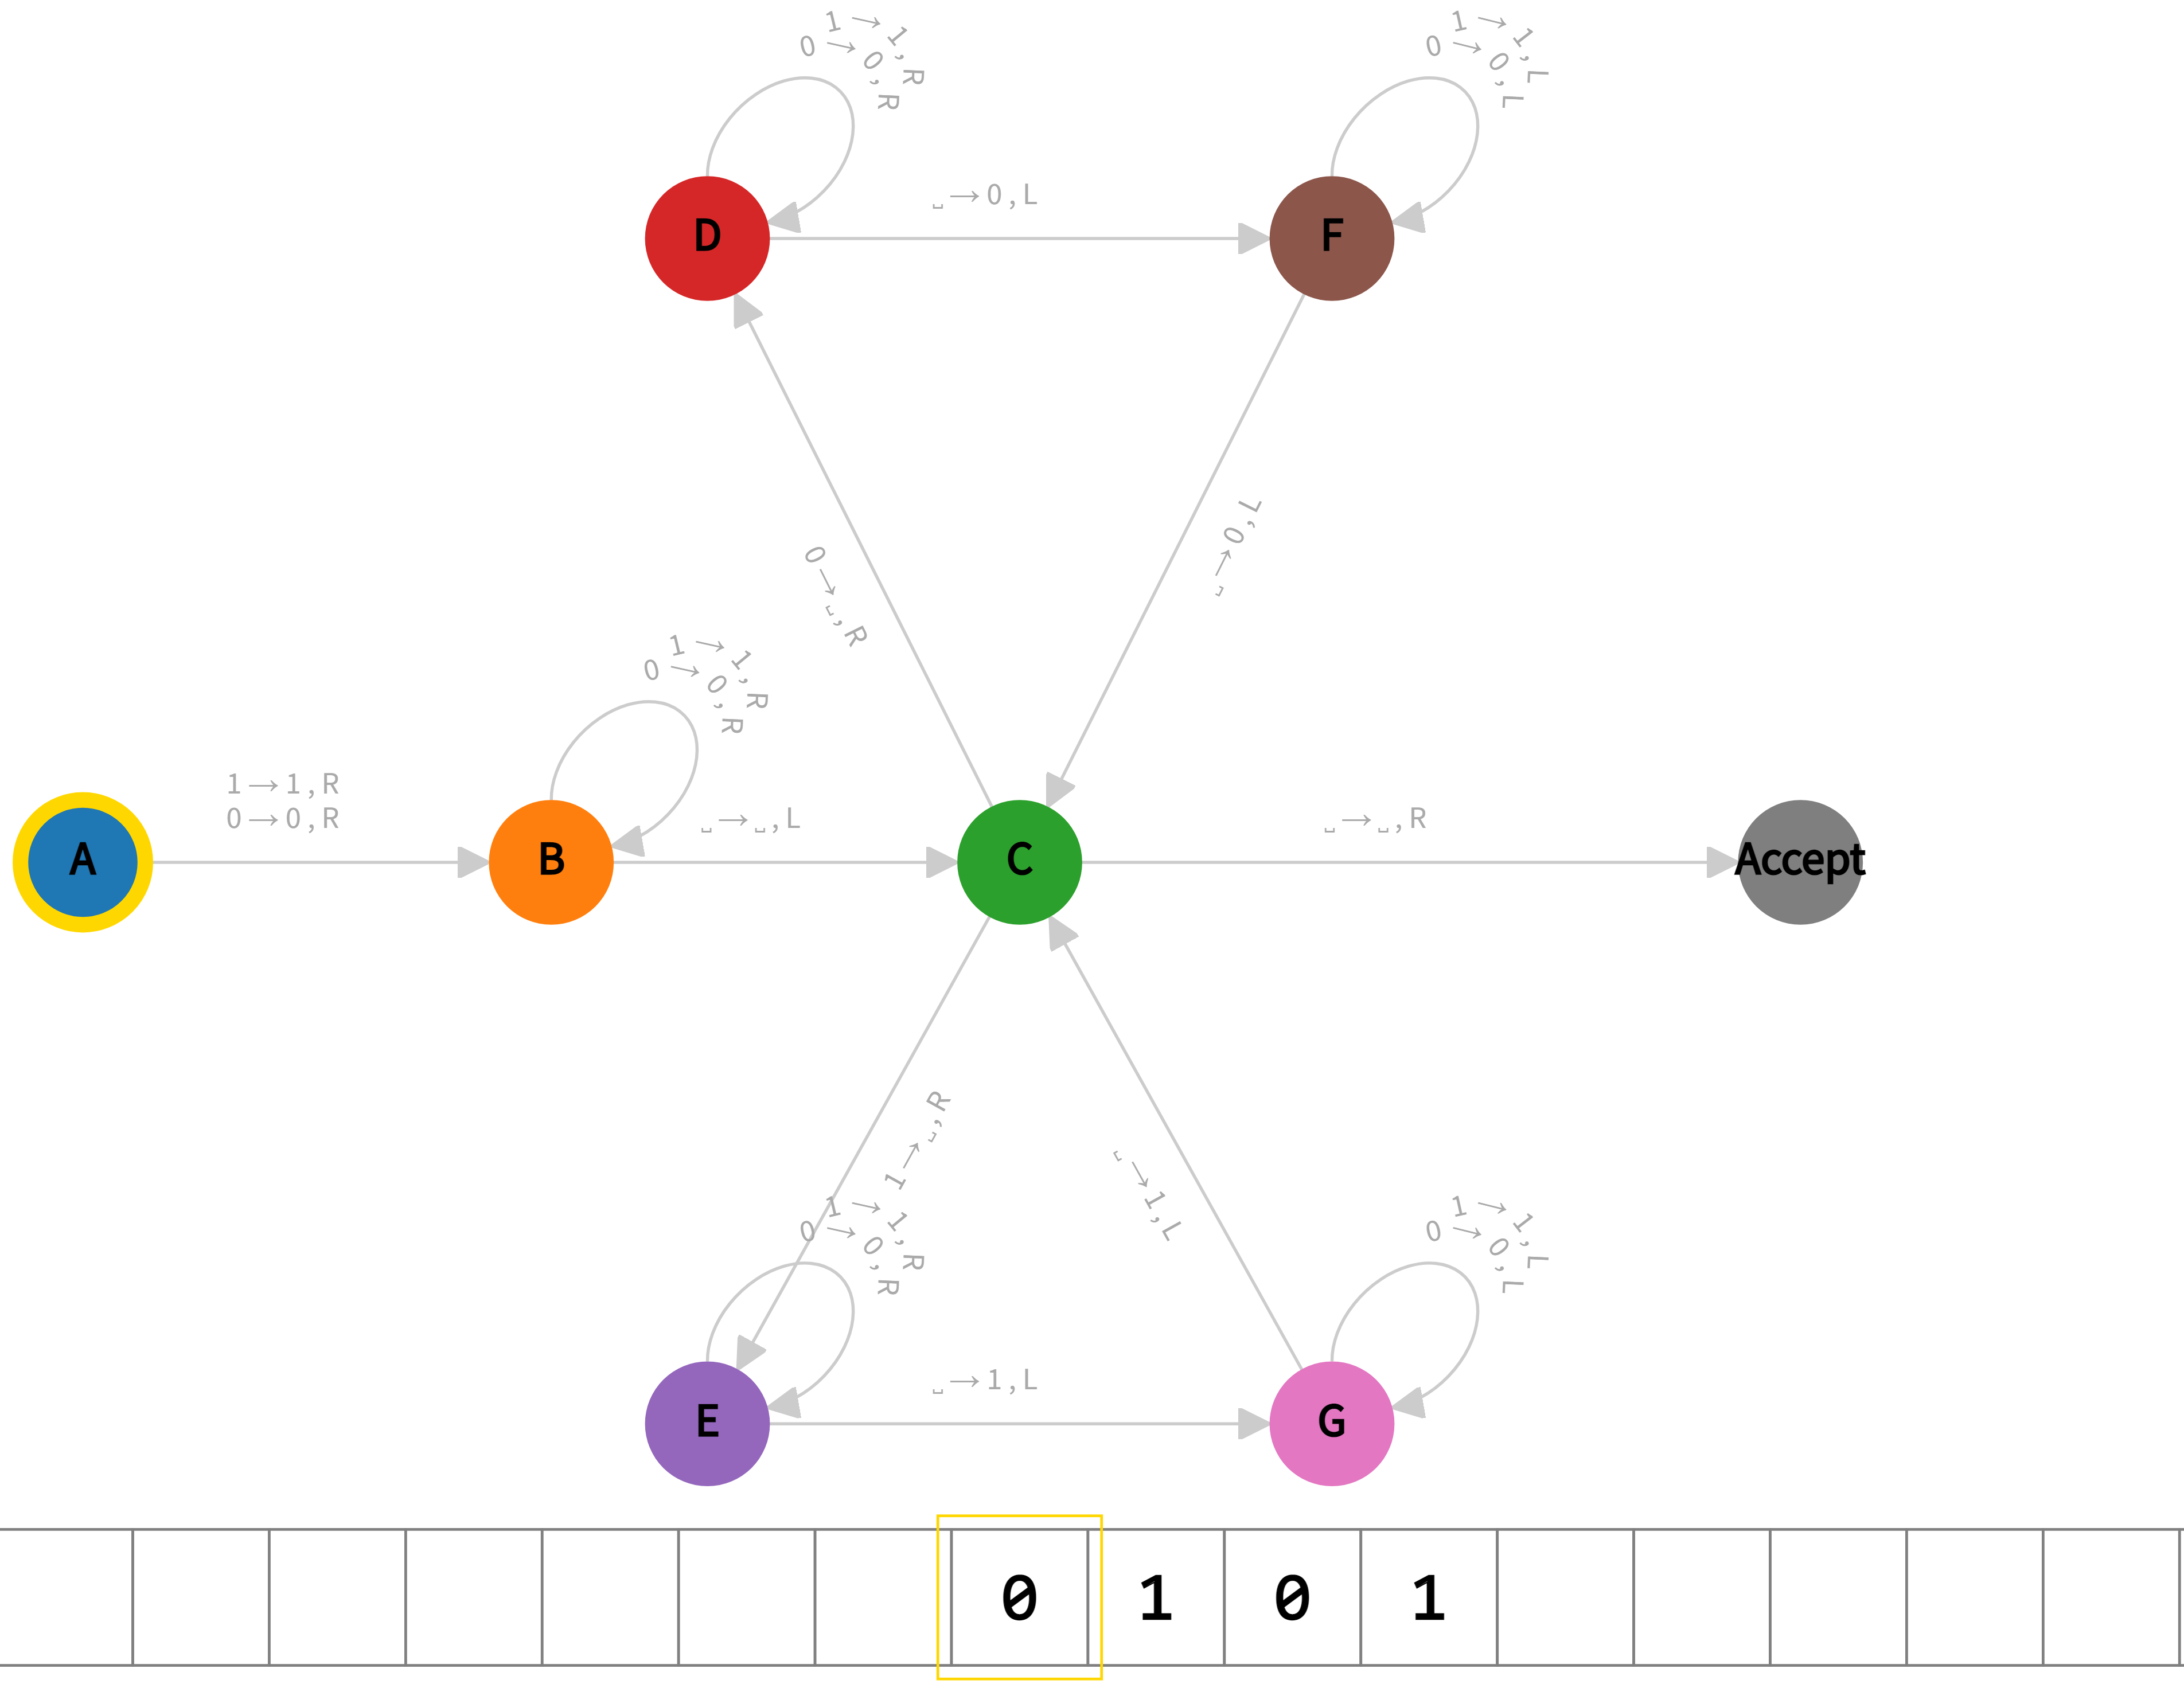 1→1,R
0→0,R
1→1,L
0→0,L
D
␣→0,L
F
0→␣,R
␣→0,L
1→1,R
0→0,R
1→1,R
0→0,R
␣→␣,L
␣→␣,R
A
B
C
Accept
1→␣,R
␣→1,L
1→1,R
0→0,R
1→1,L
0→0,L
␣→1,L
E
G
0 1 0 1